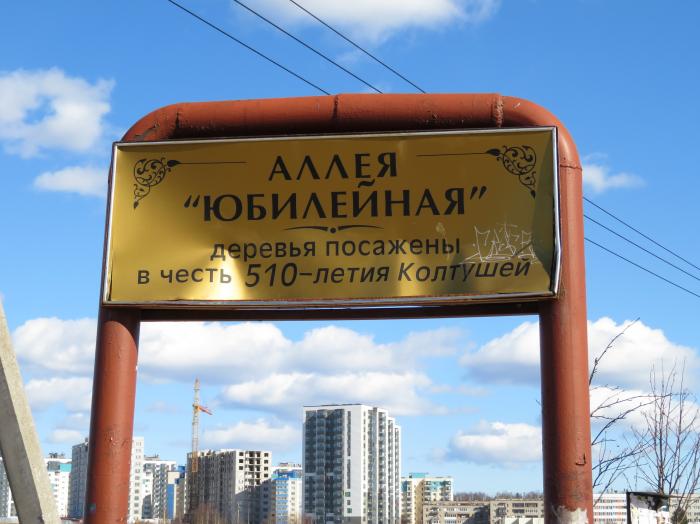 АЛЛЕЯ
"ЮБИЛЕЙНАЯ"
деревья посажены
в честь 510-летия Колтушей